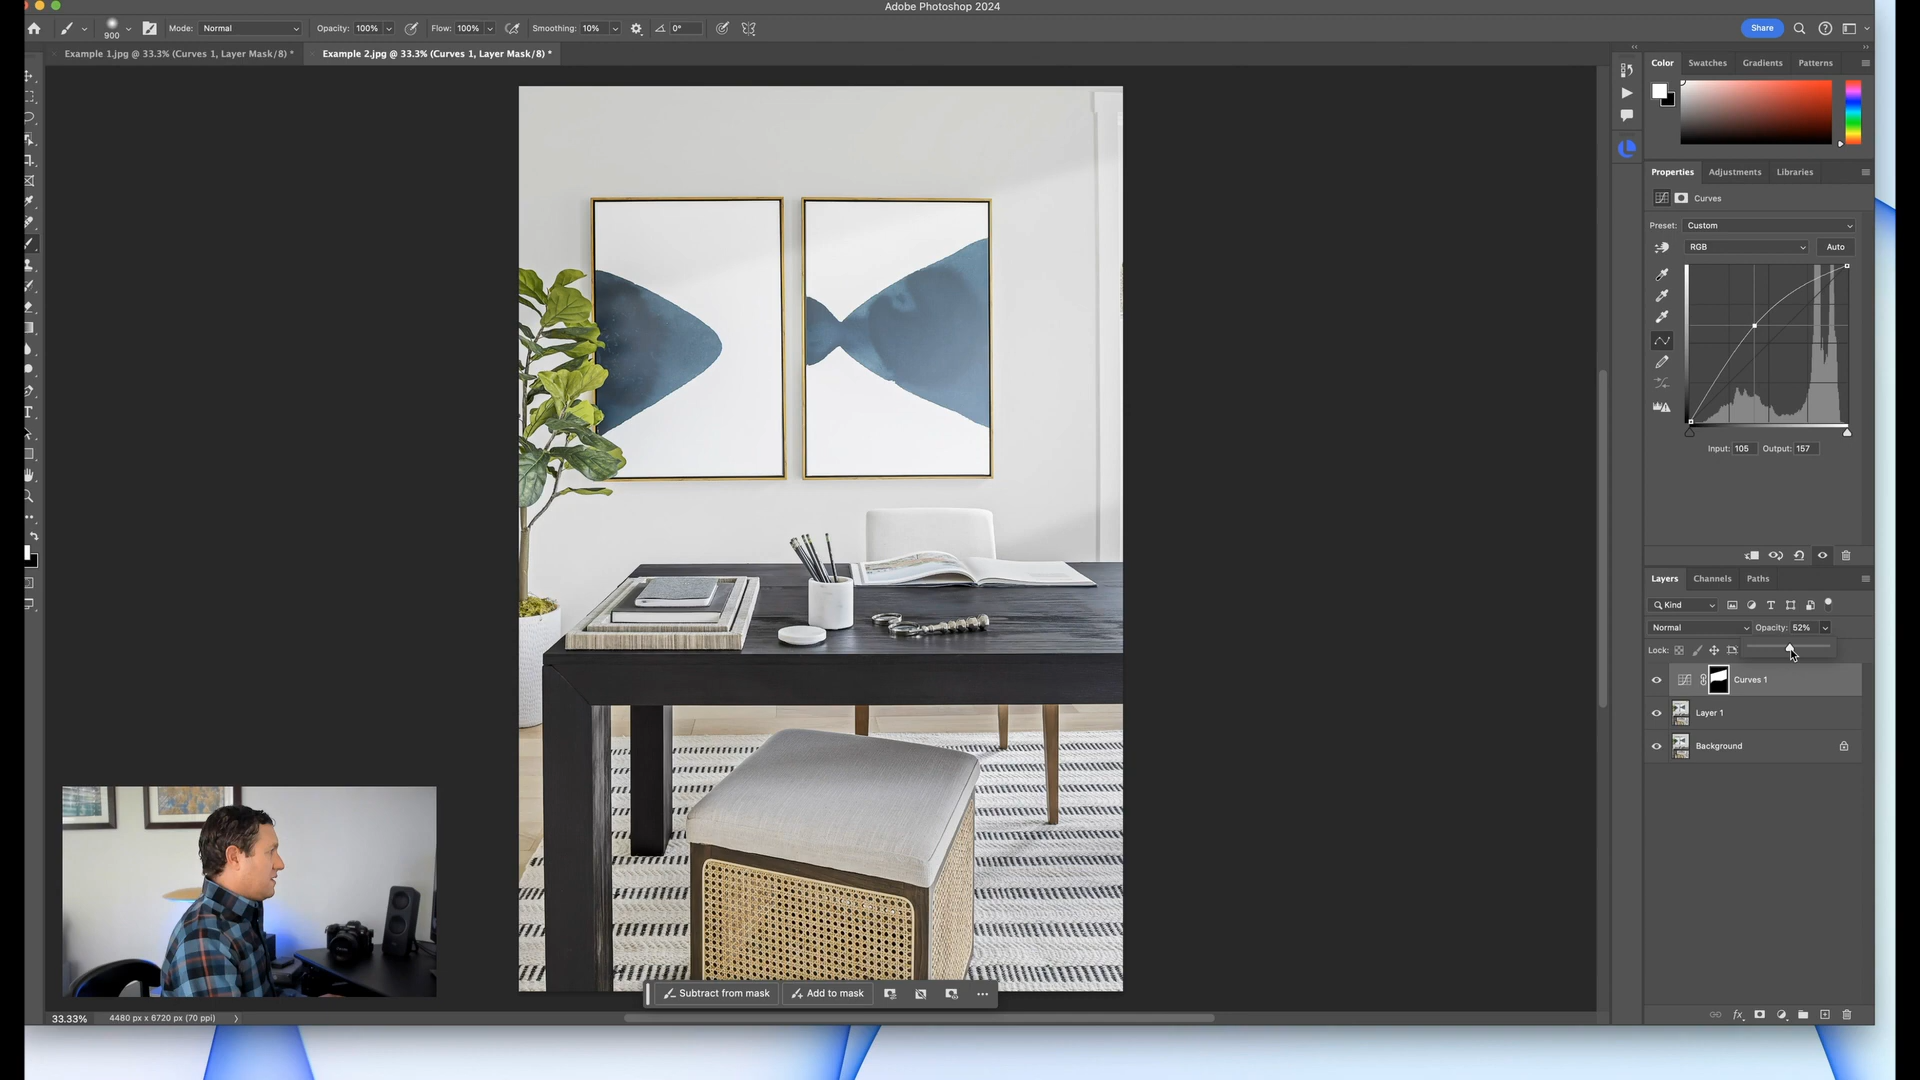 Adobe Photoshop 2024
900
Mode: Normal
Opacity: 100%
Flow: 100%
Smoothing: 10%
0°
Share
Example 1.jpg @ 33.3% (Curves 1, Layer Mask/8) *
Example 2.jpg @ 33.3% (Curves 1, Layer Mask/8) *
Color
Swatches
Gradients
Patterns
Properties
Adjustments
Libraries
Curves
Preset: Custom
RGB
Auto
Input: 105
Output: 157
Layers
Channels
Paths
Kind
Normal
Opacity: 52%
Lock:
Curves 1
Layer 1
Background
Subtract from mask
Add to mask
33.33%
4480 px x 6720 px (70 ppi)